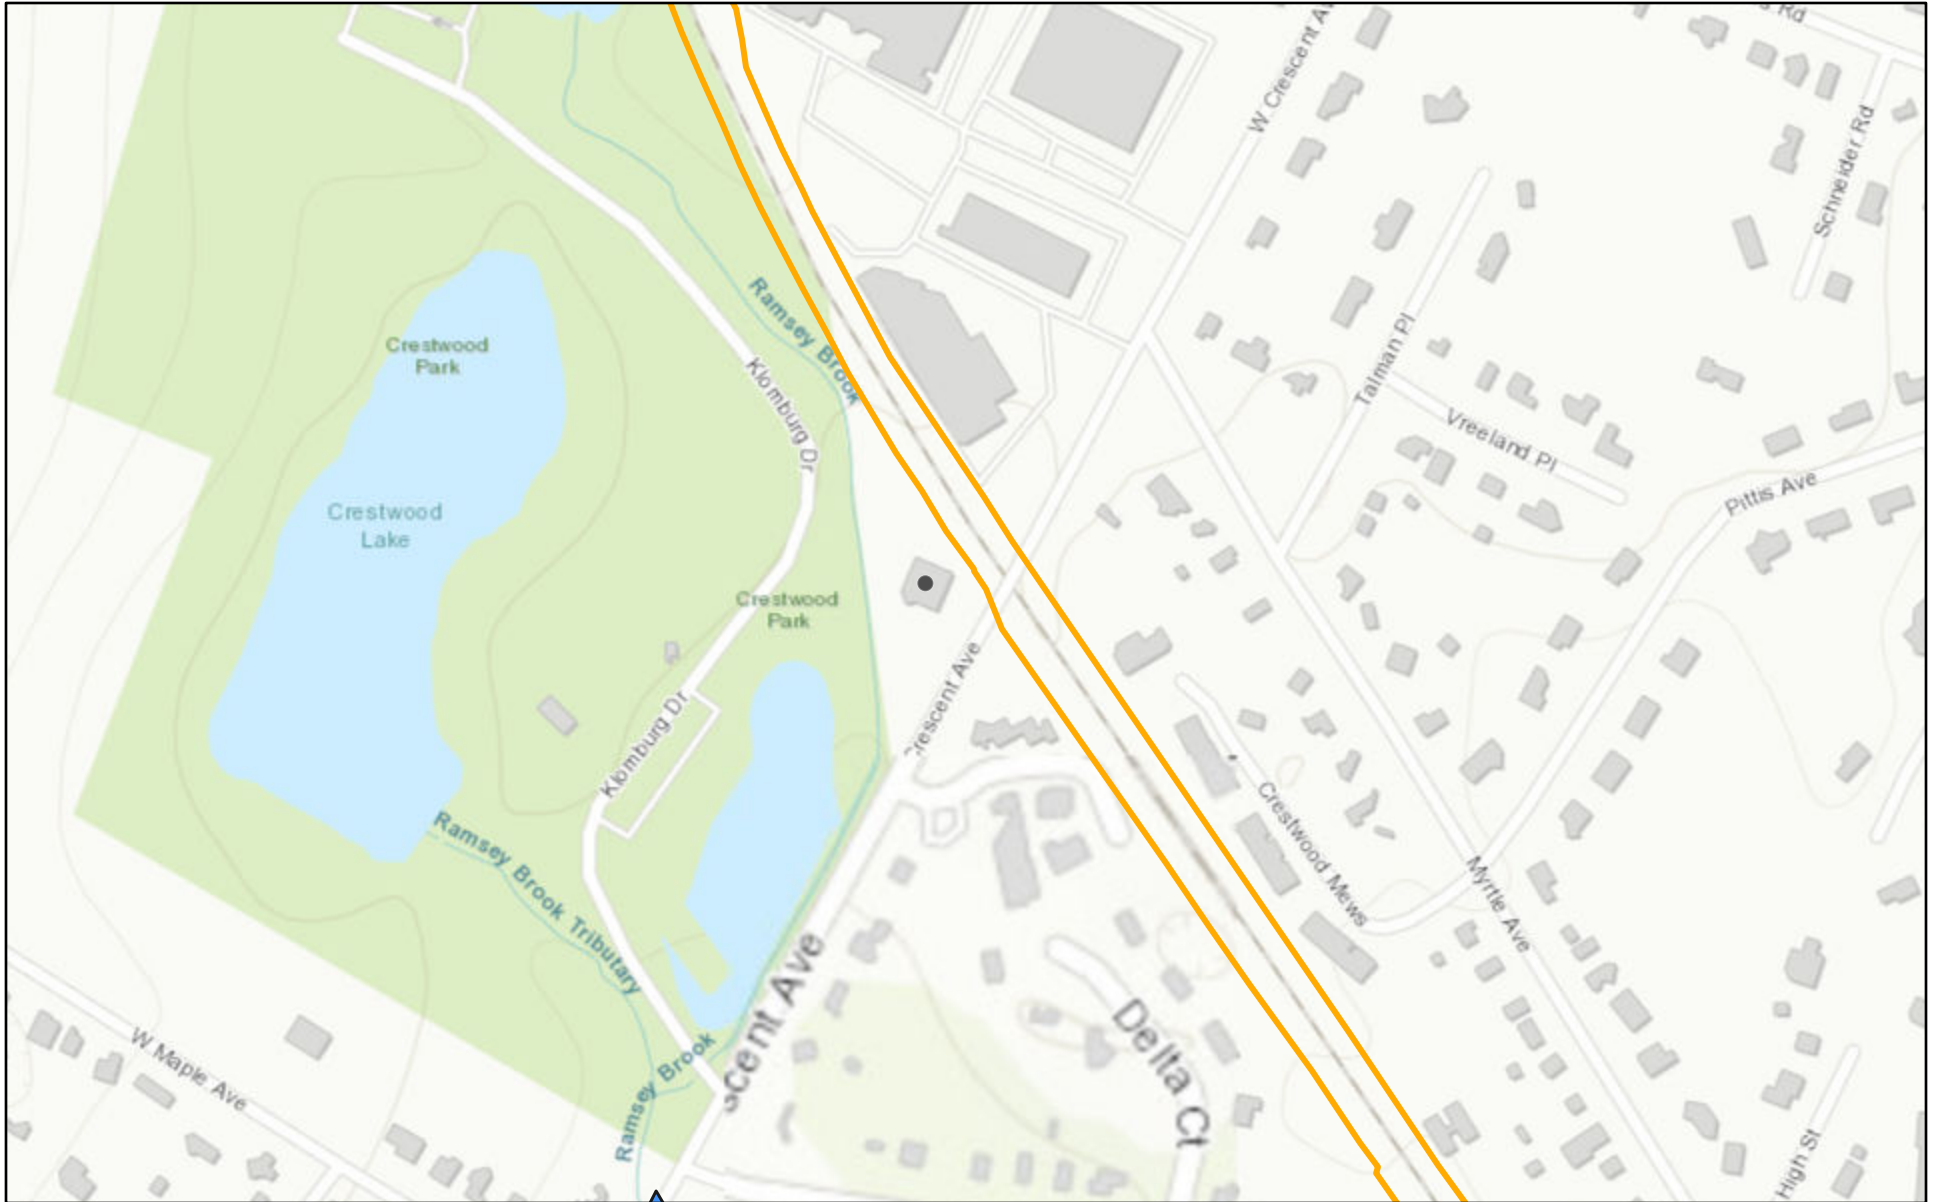 s Rd
W Crescent Av
Schneider Rd
Ramsey Brook
Crestwood
Park
Talman Pl
Klomburg Dr
Vreeland Pl
Pittis Ave
Crestwood
Lake
Crestwood
Park
rescent Ave
Klomburg Dr
Crestwood Mews
Ramsey Brook Tributary
Myrtle Ave
scent Ave
Delta Ct
W Maple Ave
Ramsey Brook
High St